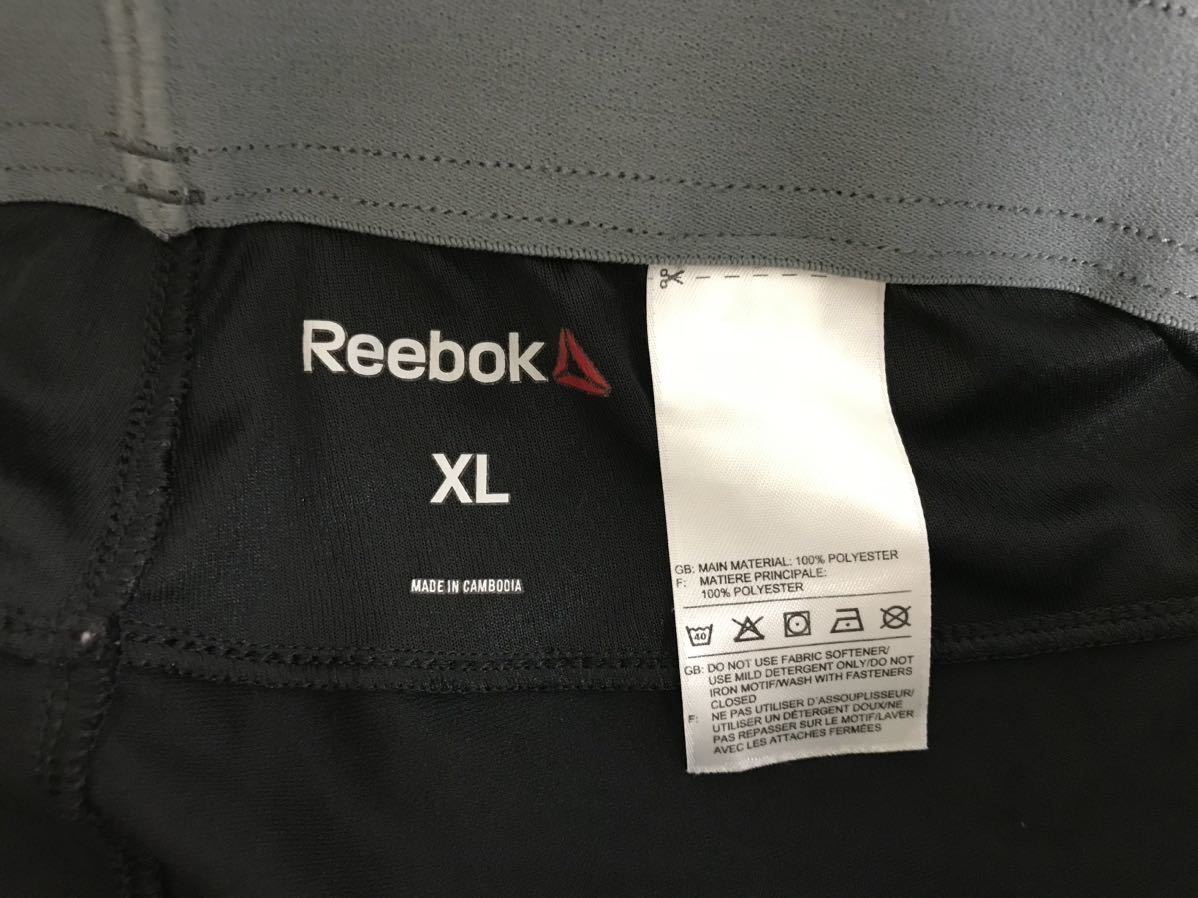 Reebok
XL
MADE IN CAMBODIA
GB: MAIN MATERIAL: 100% POLYESTER
F: MATIERE PRINCIPALE:
100% POLYESTER
40
GB: DO NOT USE FABRIC SOFTENER/
USE MILD DETERGENT ONLY/DO NOT
IRON MOTIF/WASH WITH FASTENERS
CLOSED
F: NE PAS UTILISER D'ASSOUPLISSEUR/
UTILISER UN DÉTERGENT DOUX/NE
PAS REPASSER SUR LE MOTIF/LAVER
AVEC LES ATTACHES FERMÉES